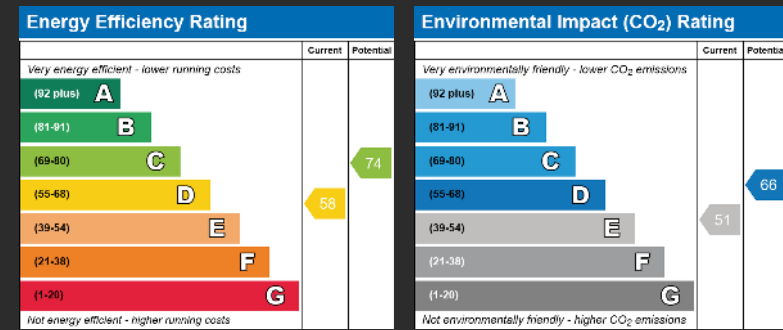 Energy Efficiency Rating
Current Potential
Very energy efficient - lower running costs
(92 plus) A
(81-91) B
(69-80) C
74
(55-68) D
58
(39-54) E
(21-38) F
(1-20) G
Not energy efficient - higher running costs
Environmental Impact (CO₂) Rating
Current Potentia
Very environmentally friendly - lower CO₂ emissions
(92 plus) A
(81-91) B
(69-80) C
(55-68) D
66
(39-54) E
51
(21-38) F
(1-20) G
Not environmentally friendly - higher CO₂ emissions